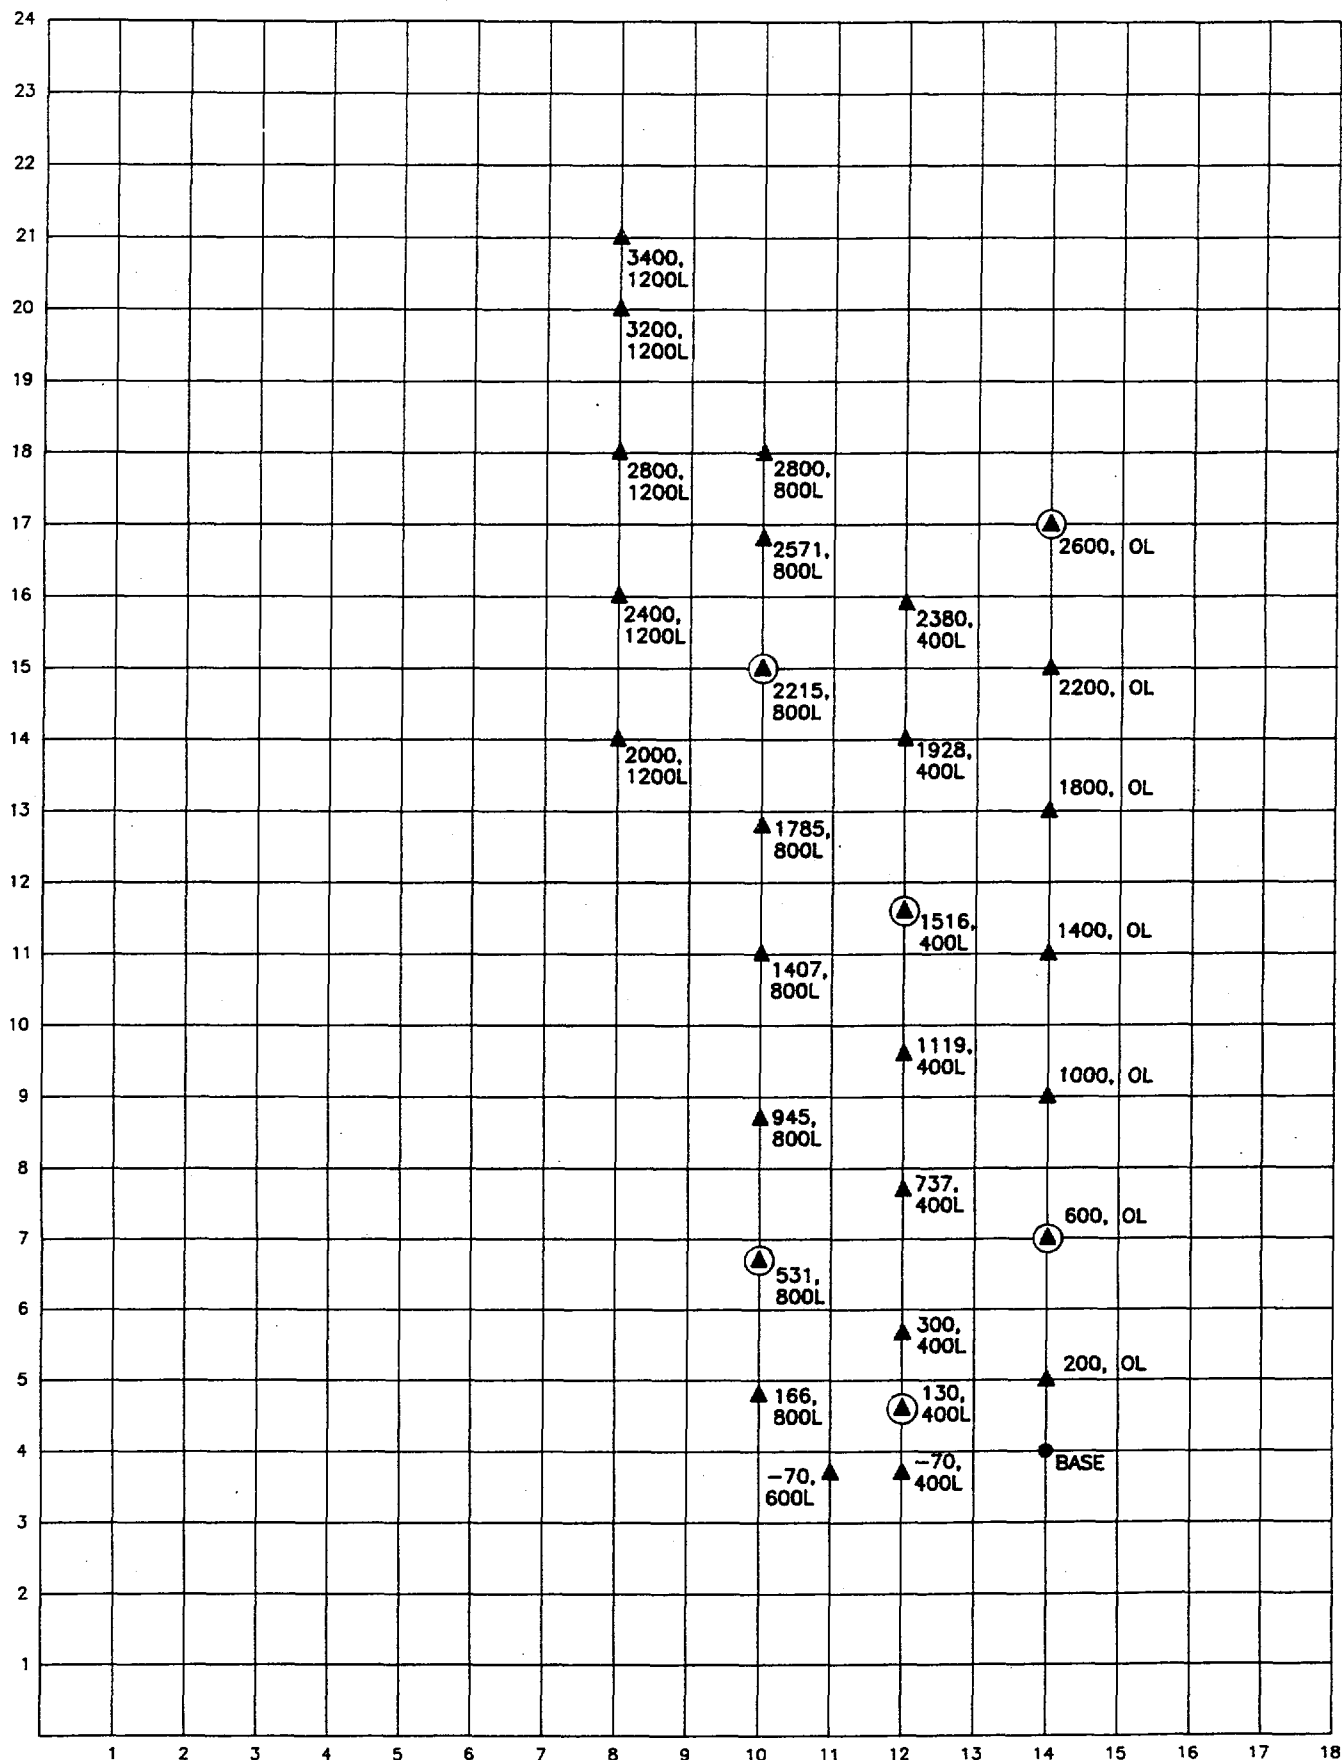 24
23
22
21
3400,
1200L
20
3200,
1200L
19
18
2800,
1200L
2800,
800L
17
2571,
800L
2600, OL
16
2400,
1200L
2380,
400L
15
2215,
800L
2200, OL
14
2000,
1200L
1928,
400L
1800, OL
13
1785,
800L
12
1516,
400L
1400, OL
11
1407,
800L
10
1119,
400L
1000, OL
9
945,
800L
8
737,
400L
600, OL
7
531,
800L
6
300,
400L
200, OL
5
166,
800L
130,
400L
4
BASE
-70,
600L
-70,
400L
3
2
1
1 2 3 4 5 6 7 8 9 10 11 12 13 14 15 16 17 18